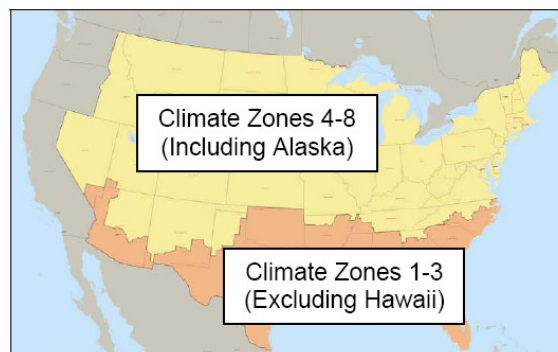 Climate Zones 4-8
(Including Alaska)
Climate Zones 1-3
(Excluding Hawaii)